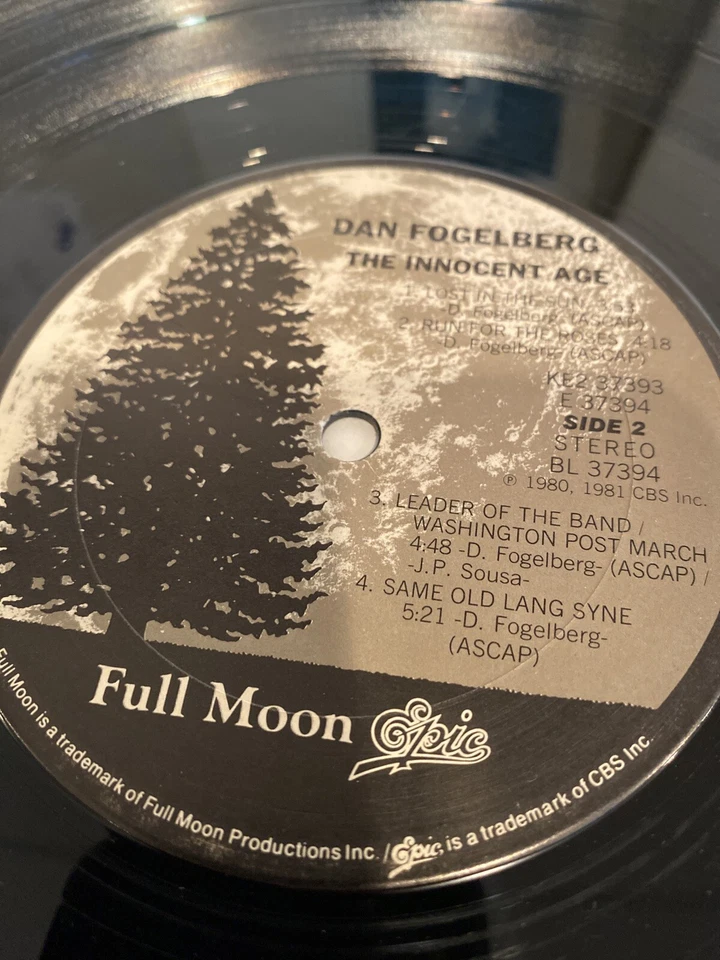 DAN FOGELBERG
THE INNOCENT AGE
1. LOST IN THE SUN 3:53
-D. Fogelberg- (ASCAP)
2. RUN FOR THE ROSES 4:18
-D. Fogelberg- (ASCAP)
KE2 37393
E 37394
SIDE 2
STEREO
BL 37394
℗ 1980, 1981 CBS Inc.
3. LEADER OF THE BAND /
WASHINGTON POST MARCH
4:48 -D. Fogelberg- (ASCAP) /
-J.P. Sousa-
4. SAME OLD LANG SYNE
5:21 -D. Fogelberg-
(ASCAP)
Full Moon Epic
Full Moon is a trademark of Full Moon Productions Inc. / Epic is a trademark of CBS Inc.